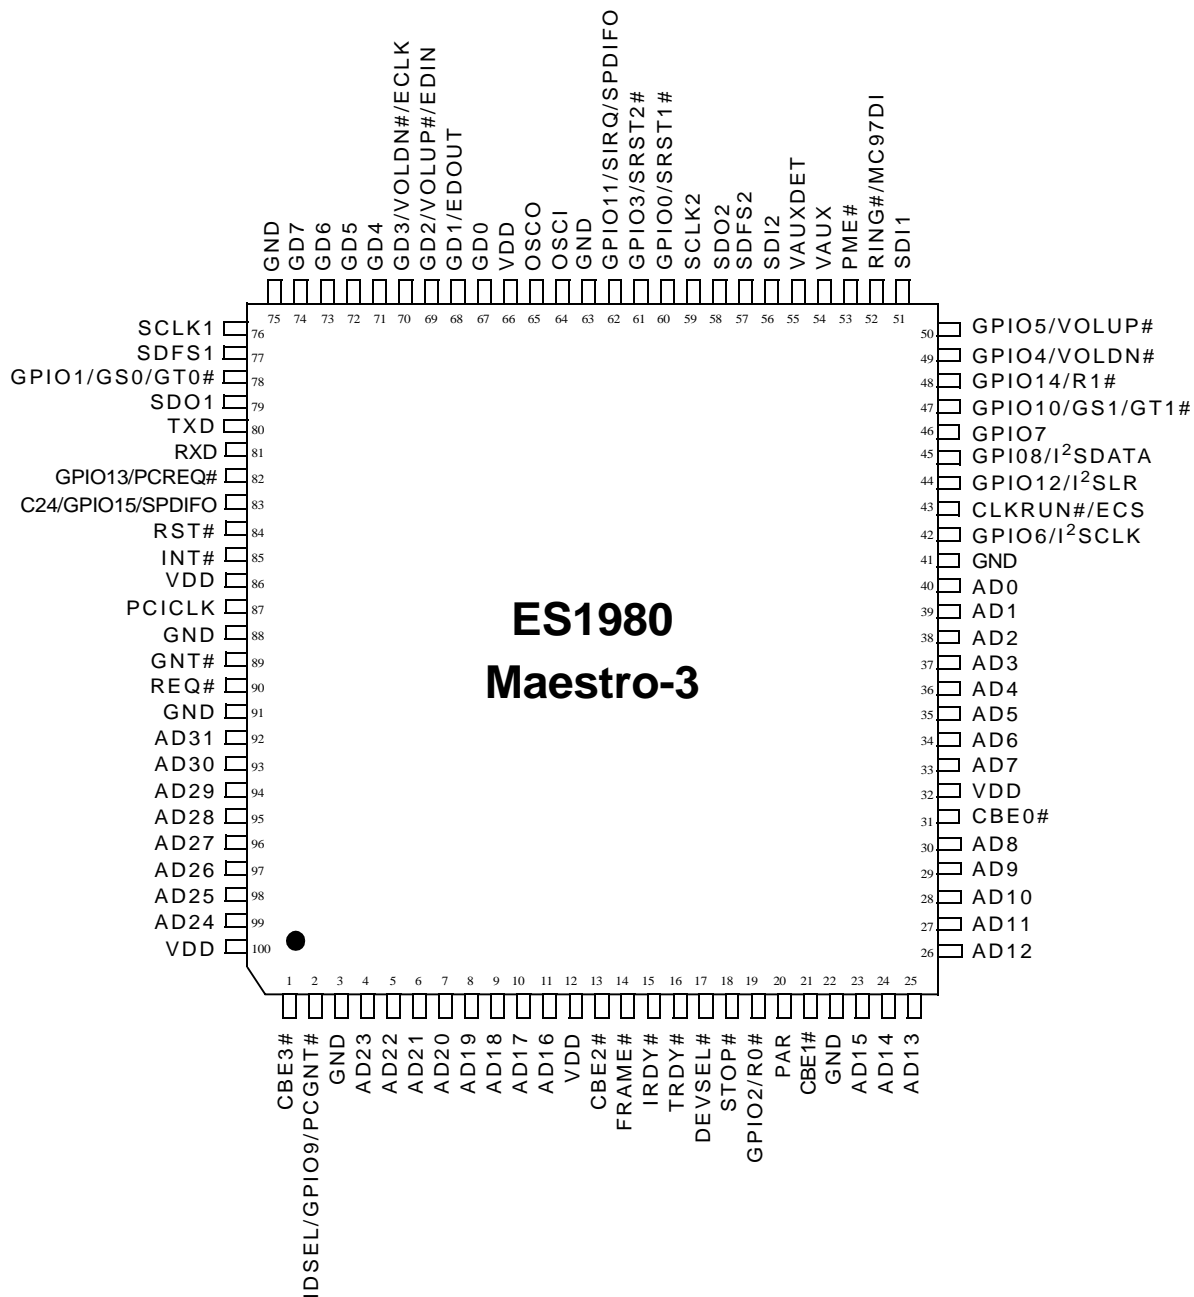 GND
GD7
GD6
GD5
GD4
GD3/VOLDN#/ECLK
GD2/VOLUP#/EDIN
GD1/EDOUT
GD0
VDD
OSCO
OSCI
GND
GPIO11/SIRQ/SPDIFO
GPIO3/SRST2#
GPIO0/SRST1#
SCLK2
SDO2
SDFS2
SDI2
VAUXDET
VAUX
PME#
RING#/MC97DI
SDI1
75 74 73 72 71 70 69 68 67 66 65 64 63 62 61 60 59 58 57 56 55 54 53 52 51
SCLK1 76
SDFS1 77
GPIO1/GS0/GT0# 78
SDO1 79
TXD 80
RXD 81
GPIO13/PCREQ# 82
C24/GPIO15/SPDIFO 83
RST# 84
INT# 85
VDD 86
PCICLK 87
GND 88
GNT# 89
REQ# 90
GND 91
AD31 92
AD30 93
AD29 94
AD28 95
AD27 96
AD26 97
AD25 98
AD24 99
VDD 100
ES1980
Maestro-3
50 GPIO5/VOLUP#
49 GPIO4/VOLDN#
48 GPIO14/R1#
47 GPIO10/GS1/GT1#
46 GPIO7
45 GPI08/I²SDATA
44 GPIO12/I²SLR
43 CLKRUN#/ECS
42 GPIO6/I²SCLK
41 GND
40 AD0
39 AD1
38 AD2
37 AD3
36 AD4
35 AD5
34 AD6
33 AD7
32 VDD
31 CBE0#
30 AD8
29 AD9
28 AD10
27 AD11
26 AD12
1 2 3 4 5 6 7 8 9 10 11 12 13 14 15 16 17 18 19 20 21 22 23 24 25
CBE3#
IDSEL/GPIO9/PCGNT#
GND
AD23
AD22
AD21
AD20
AD19
AD18
AD17
AD16
VDD
CBE2#
FRAME#
IRDY#
TRDY#
DEVSEL#
STOP#
GPIO2/R0#
PAR
CBE1#
GND
AD15
AD14
AD13